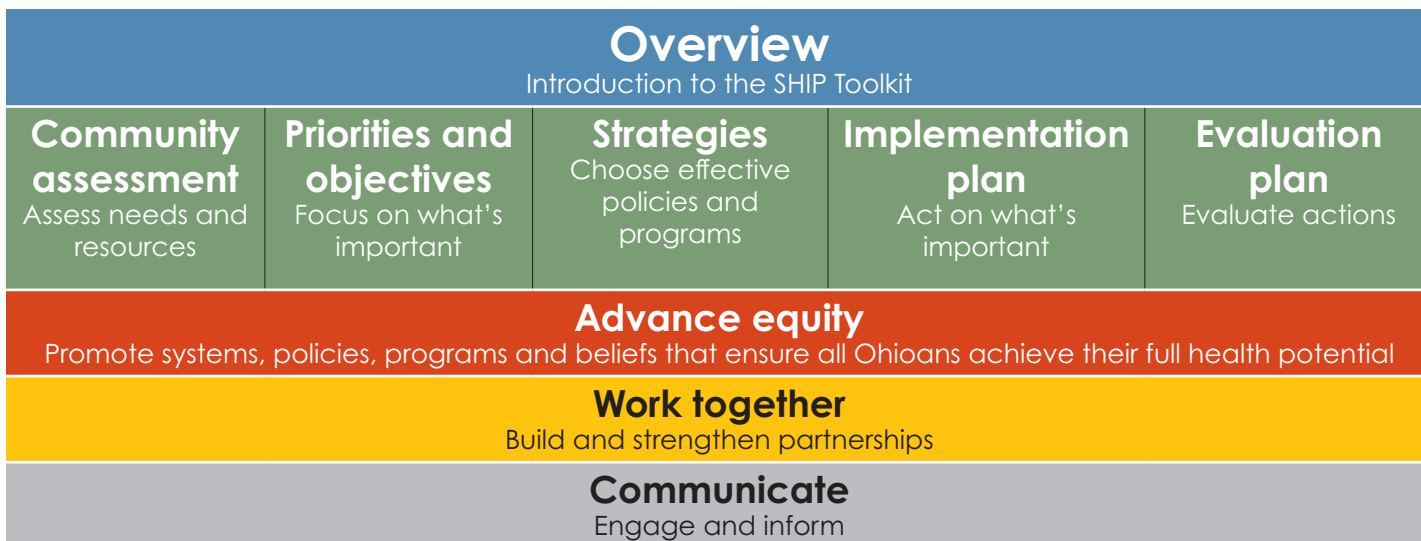 Overview
Introduction to the SHIP Toolkit
Community
assessment
Assess needs and
resources
Priorities and
objectives
Focus on what's
important
Strategies
Choose effective
policies and
programs
Implementation
plan
Act on what's
important
Evaluation
plan
Evaluate actions
Advance equity
Promote systems, policies, programs and beliefs that ensure all Ohioans achieve their full health potential
Work together
Build and strengthen partnerships
Communicate
Engage and inform